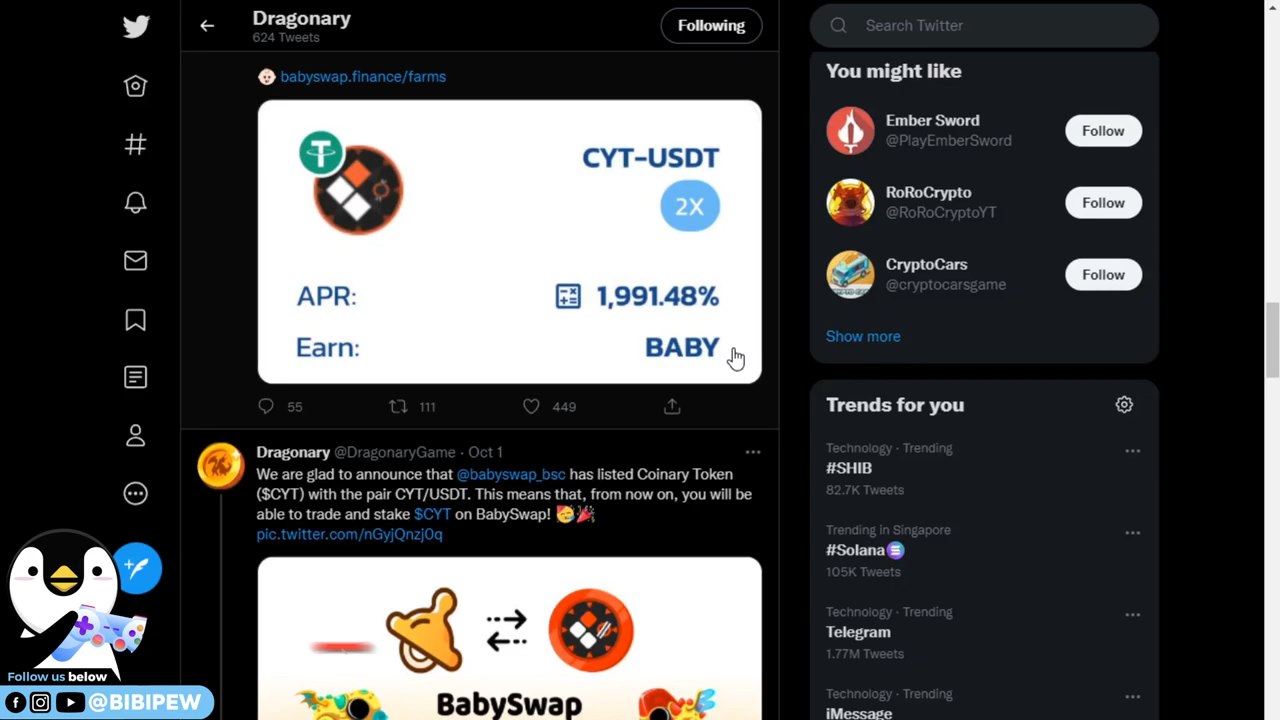 Dragonary
624 Tweets
Following
babyswap.finance/farms
CYT-USDT
2X
APR: 1,991.48%
Earn: BABY
55 111 449
Dragonary @DragonaryGame · Oct 1
We are glad to announce that @babyswap_bsc has listed Coinary Token
($CYT) with the pair CYT/USDT. This means that, from now on, you will be
able to trade and stake $CYT on BabySwap! 🥳🎉
pic.twitter.com/nGyjQnzj0q
BabySwap
Search Twitter
You might like
Ember Sword
@PlayEmberSword
Follow
RoRoCrypto
@RoRoCryptoYT
Follow
CryptoCars
@cryptocarsgame
Follow
Show more
Trends for you
Technology · Trending
#SHIB
82.7K Tweets
Trending in Singapore
#Solana
105K Tweets
Technology · Trending
Telegram
1.77M Tweets
Technology · Trending
iMessage
Follow us below
@BIBIPEW